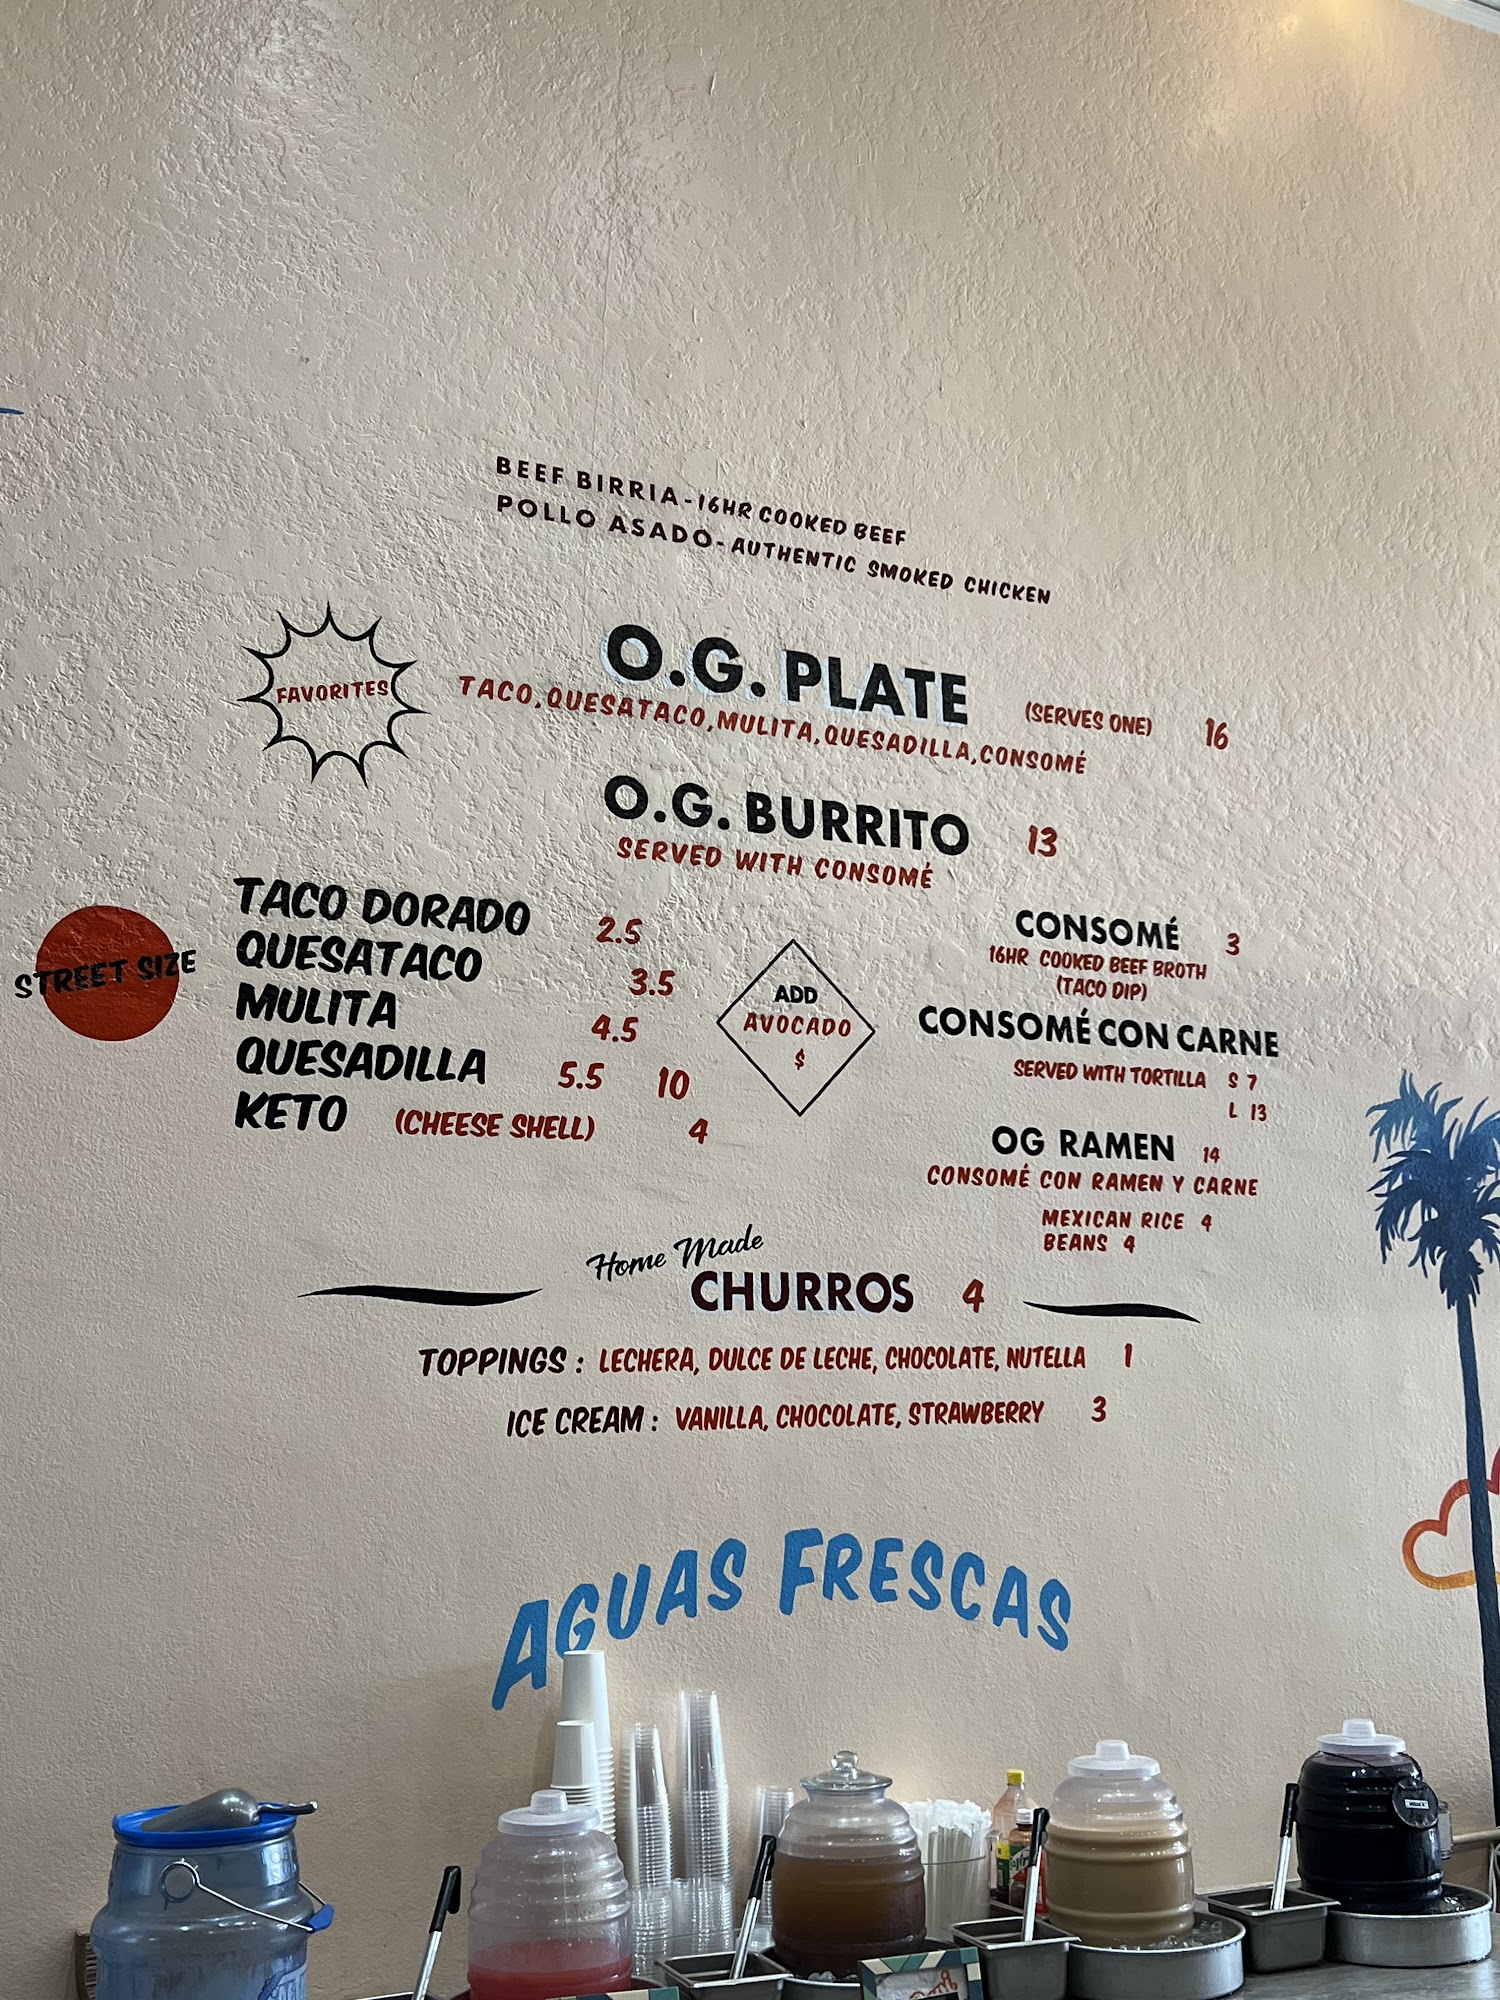 BEEF BIRRIA-16HR COOKED BEEF
POLLO ASADO-AUTHENTIC SMOKED CHICKEN
FAVORITES
O.G. PLATE (SERVES ONE) 16
TACO, QUESATACO, MULITA, QUESADILLA, CONSOMÉ
O.G. BURRITO 13
SERVED WITH CONSOMÉ
STREET SIZE
TACO DORADO 2.5
QUESATACO 3.5
MULITA 4.5
QUESADILLA 5.5 10
KETO (CHEESE SHELL) 4
ADD
AVOCADO
$
CONSOMÉ 3
16HR COOKED BEEF BROTH
(TACO DIP)
CONSOMÉ CON CARNE
SERVED WITH TORTILLA S 7
L 13
OG RAMEN 14
CONSOMÉ CON RAMEN Y CARNE
MEXICAN RICE 4
BEANS 4
Home Made
CHURROS 4
TOPPINGS: LECHERA, DULCE DE LECHE, CHOCOLATE, NUTELLA 1
ICE CREAM: VANILLA, CHOCOLATE, STRAWBERRY 3
AGUAS FRESCAS